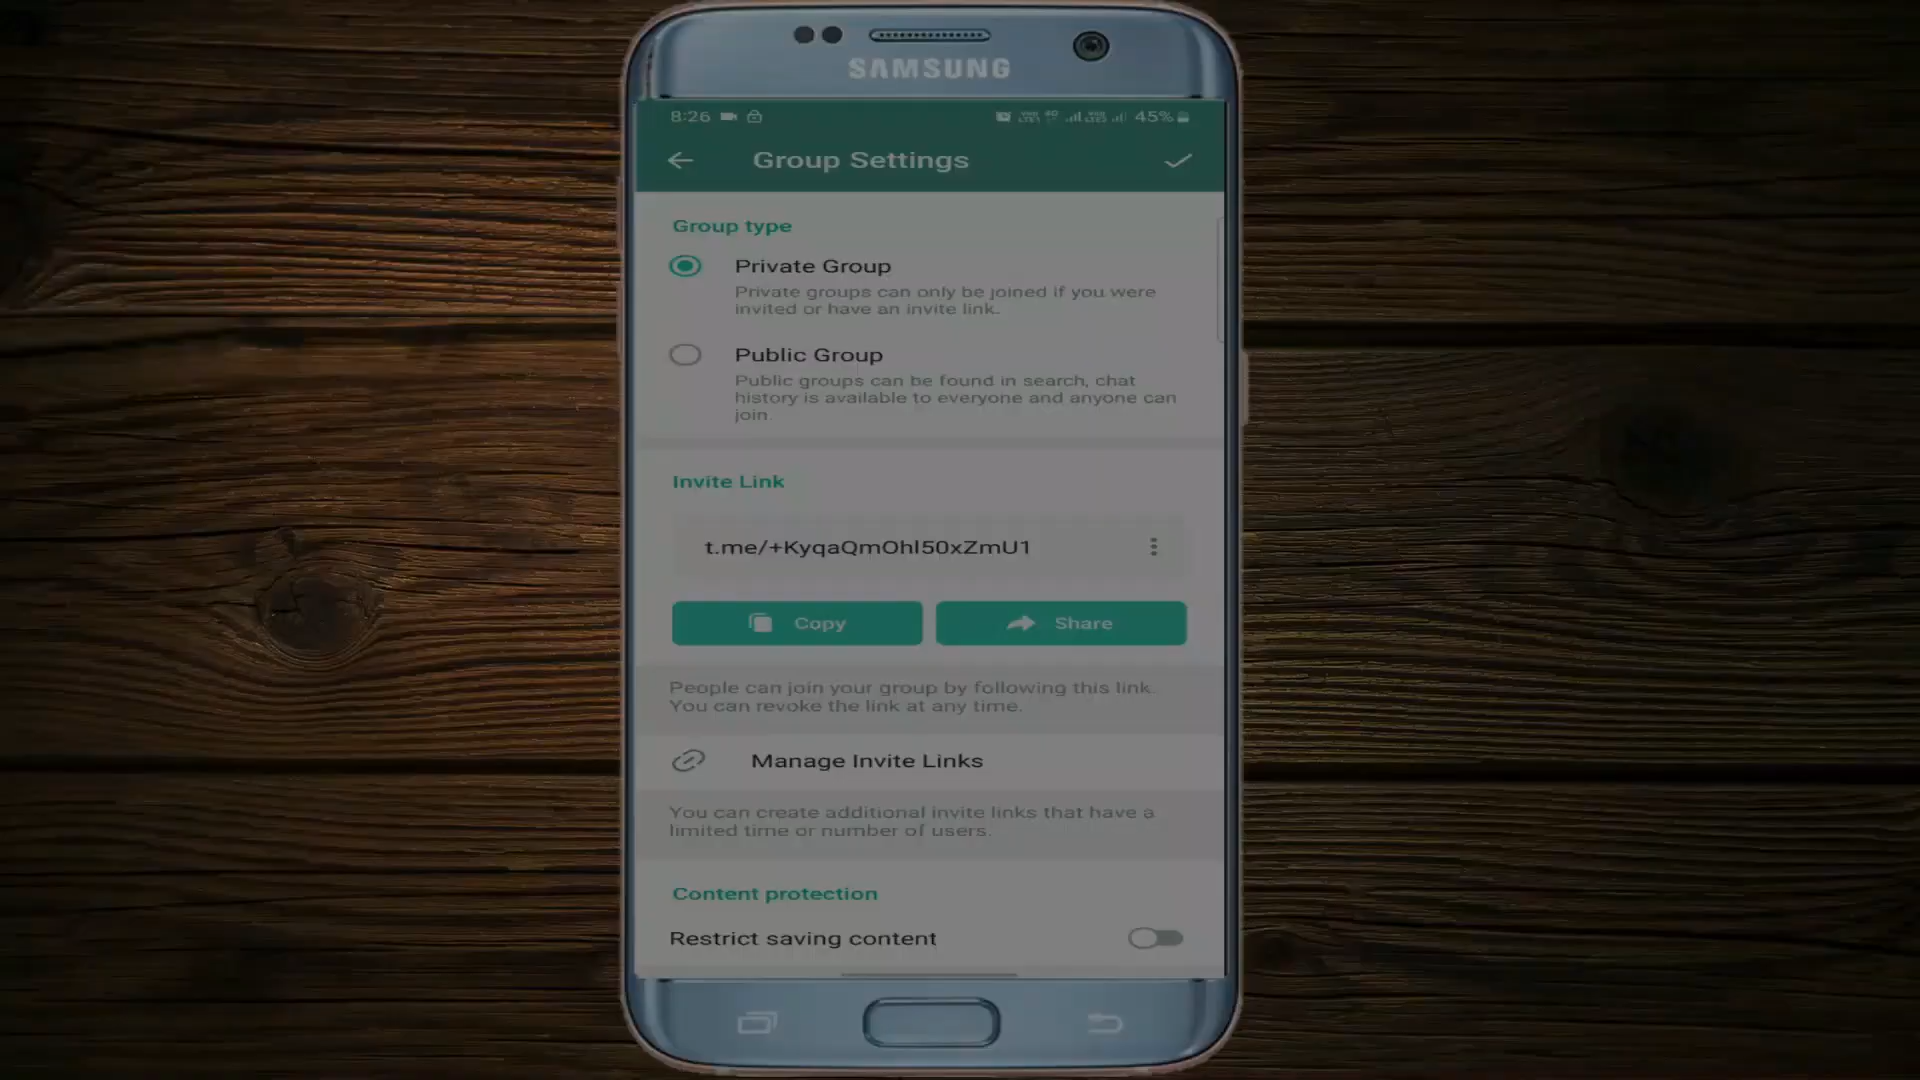 SAMSUNG
8:26
45%
Group Settings
Group type
Private Group
Private groups can only be joined if you were
invited or have an invite link.
Public Group
Public groups can be found in search, chat
history is available to everyone and anyone can
join.
Invite Link
t.me/+KyqaQmOhl50xZmU1
Copy
Share
People can join your group by following this link.
You can revoke the link at any time.
Manage Invite Links
You can create additional invite links that have a
limited time or number of users.
Content protection
Restrict saving content